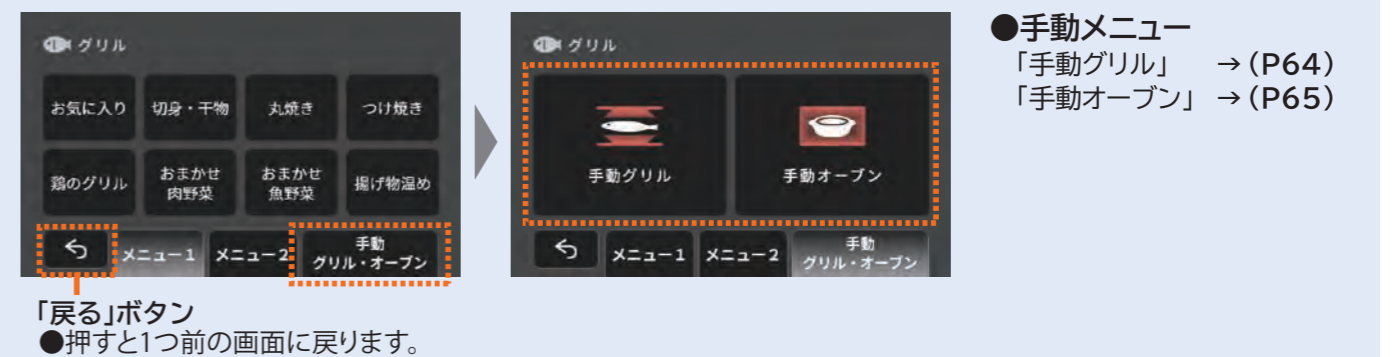 グリル
お気に入り
切身・干物
丸焼き
つけ焼き
鶏のグリル
おまかせ
肉野菜
おまかせ
魚野菜
揚げ物温め
メニュー1
メニュー2
手動
グリル・オーブン
「戻る」ボタン
●押すと1つ前の画面に戻ります。
グリル
手動グリル
手動オーブン
メニュー1
メニュー2
手動
グリル・オーブン
●手動メニュー
「手動グリル」 →(P64)
「手動オーブン」 →(P65)